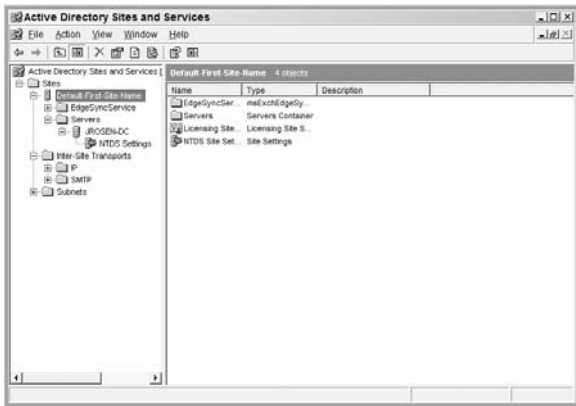 Active Directory Sites and Services
File Action View Window Help
Active Directory Sites and Services [
Sites
Default-First-Site-Name
EdgeSyncService
Servers
JROSEN-DC
NTDS Settings
Inter-Site Transports
IP
SMTP
Subnets
Default-First-Site-Name 4 objects
Name Type Description
EdgeSyncSer... msExchEdgeSy...
Servers Servers Container
Licensing Site... Licensing Site S...
NTDS Site Set... Site Settings